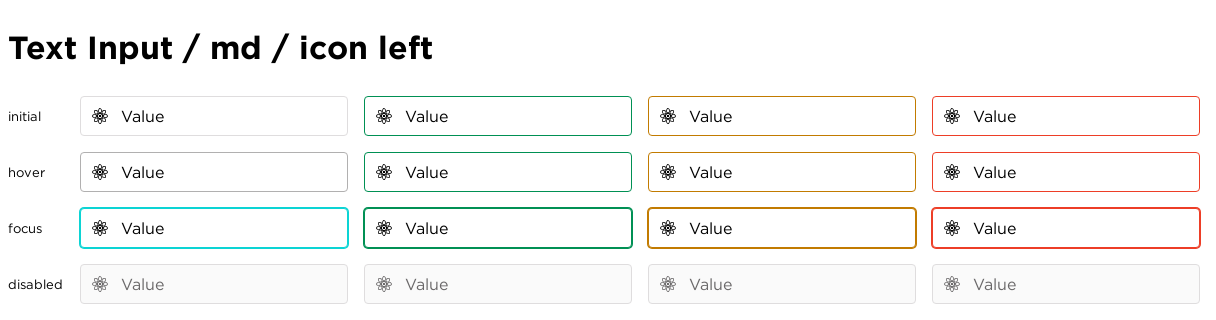 Text Input / md / icon left
initial Value Value Value Value
hover Value Value Value Value
focus Value Value Value Value
disabled Value Value Value Value